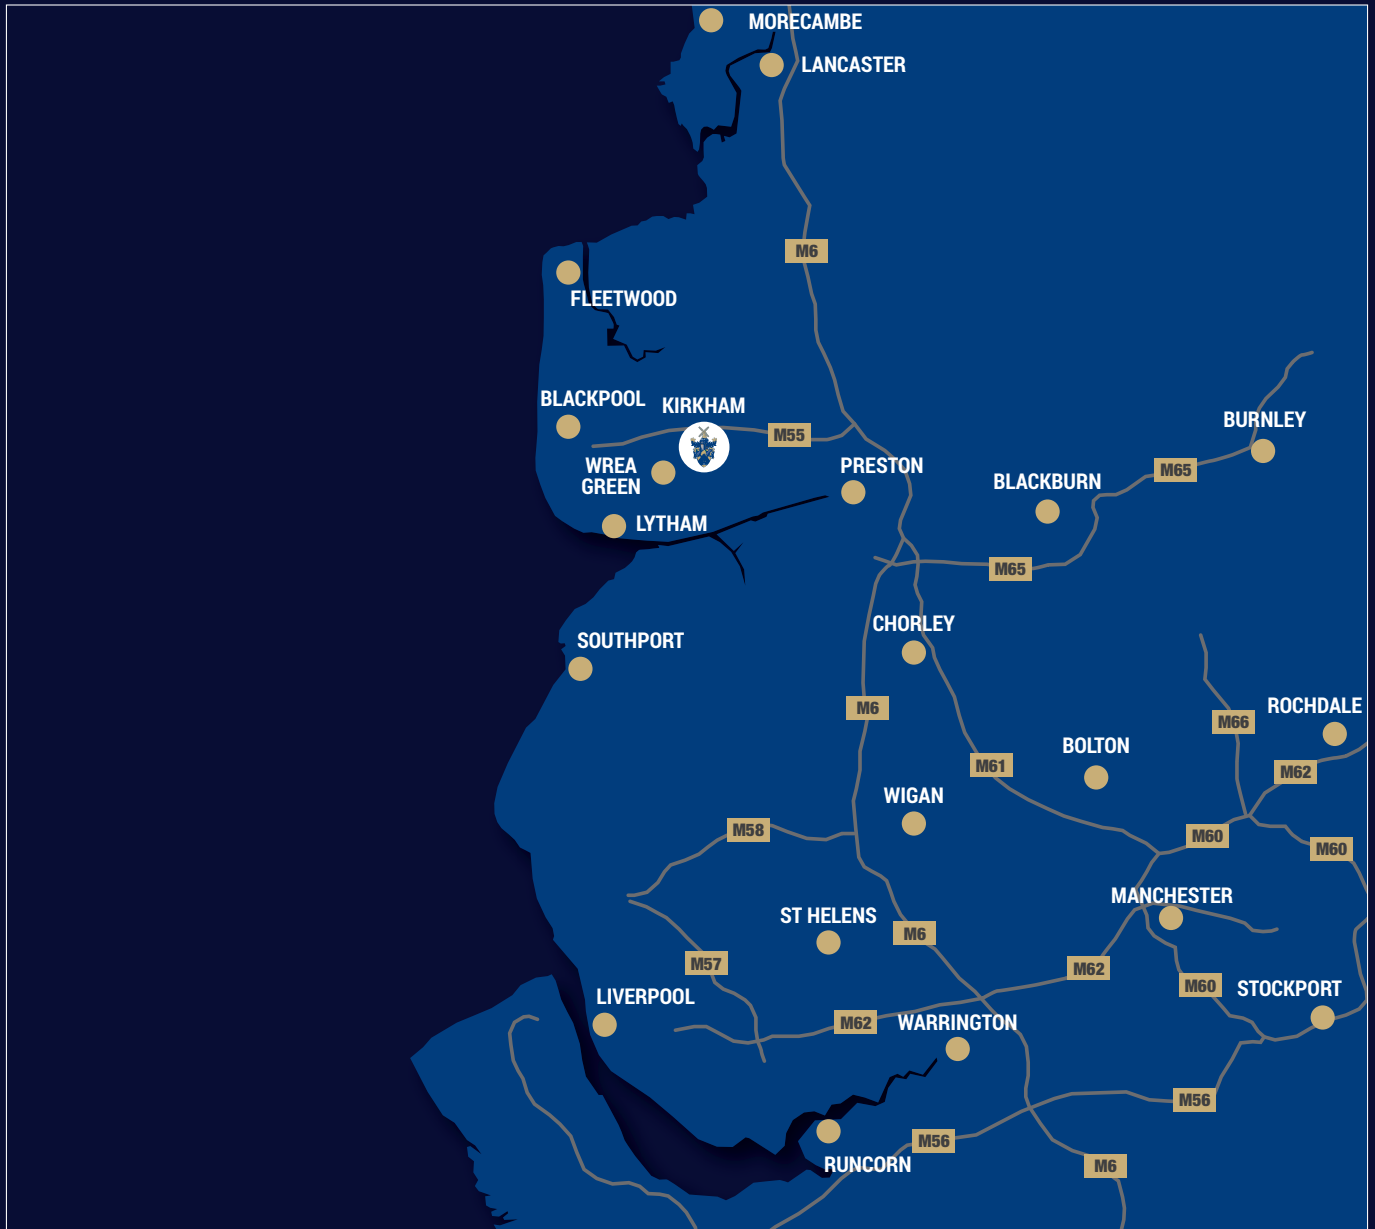 MORECAMBE
LANCASTER
M6
FLEETWOOD
BLACKPOOL
KIRKHAM
M55
BURNLEY
WREA
GREEN
PRESTON
M65
BLACKBURN
LYTHAM
M65
CHORLEY
SOUTHPORT
M6
ROCHDALE
M66
BOLTON
M61
M62
WIGAN
M58
M60
M60
MANCHESTER
ST HELENS
M6
M57
M62
M60
STOCKPORT
LIVERPOOL
M62
WARRINGTON
M56
M56
RUNCORN
M6